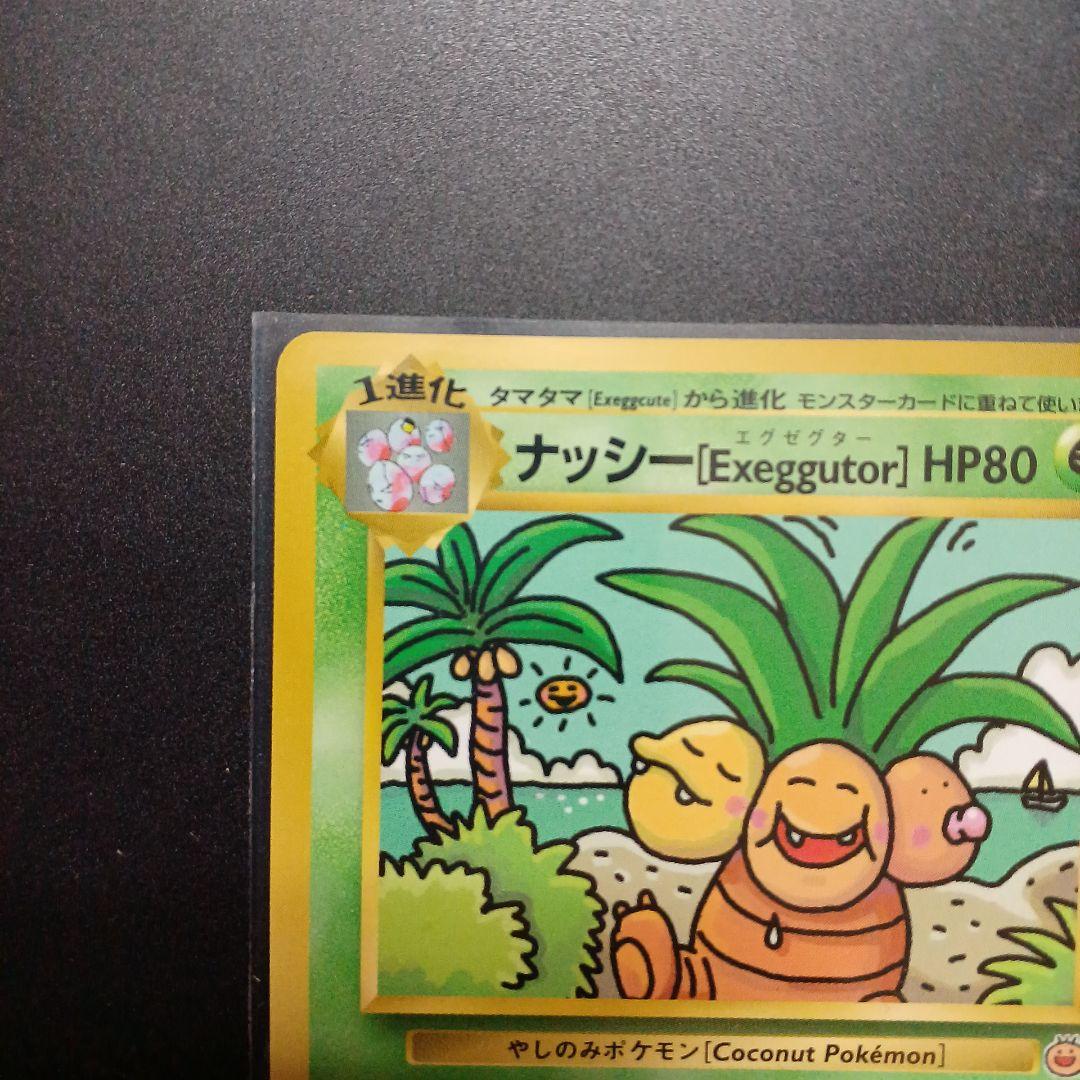 1進化
タマタマ[Exeggcute]から進化 モンスターカードに重ねて使い
エグゼグター
ナッシー[Exeggutor] HP80
やしのみポケモン[Coconut Pokémon]